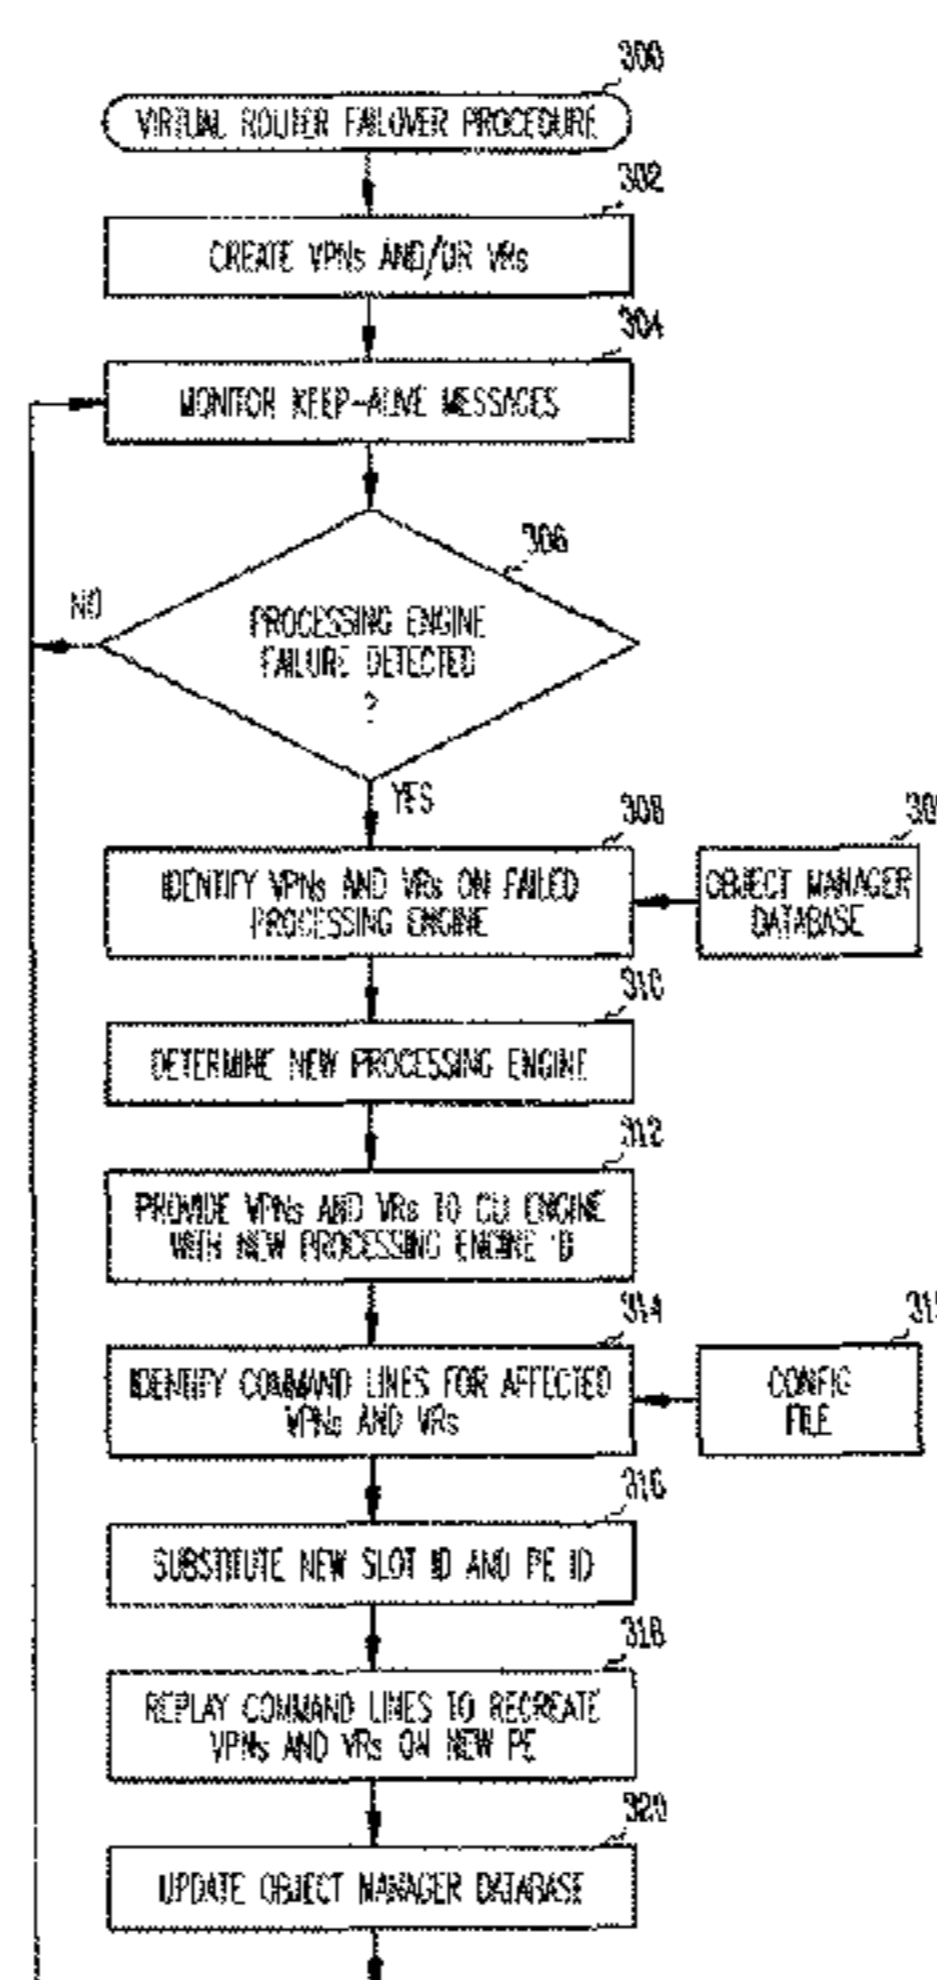 300
VIRTUAL ROUTER FAILOVER PROCEDURE
302
CREATE VPNs AND/OR VRs
304
MONITOR KEEP-ALIVE MESSAGES
306
NO
PROCESSING ENGINE
FAILURE DETECTED
?
YES
308
IDENTIFY VPNs AND VRs ON FAILED
PROCESSING ENGINE
OBJECT MANAGER
DATABASE
310
DETERMINE NEW PROCESSING ENGINE
312
PROVIDE VPNs AND VRs TO CLI ENGINE
WITH NEW PROCESSING ENGINE ID
314
IDENTIFY COMMAND LINES FOR AFFECTED
VPNs AND VRs
CONFIG
FILE
316
SUBSTITUTE NEW SLOT ID AND PE ID
318
REPLAY COMMAND LINES TO RECREATE
VPNs AND VRs ON NEW PE
320
UPDATE OBJECT MANAGER DATABASE